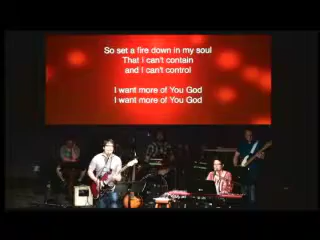 So set a fire down in my soul
That I can't contain
and I can't control
I want more of You God
I want more of You God